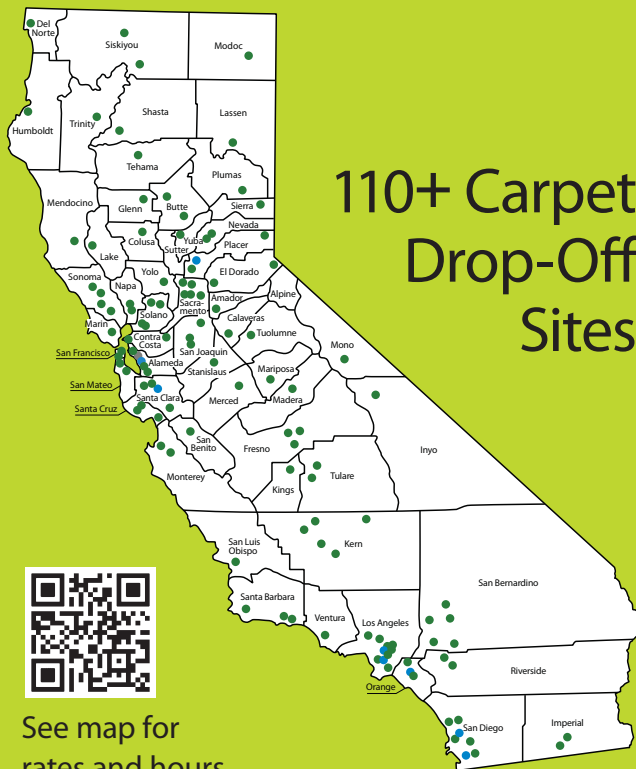 Del
Norte
Siskiyou
Modoc
Humboldt
Trinity
Shasta
Lassen
Tehama
Plumas
Mendocino
Glenn
Butte
Sierra
Colusa
Lake
Sutter
Yuba
Nevada
Placer
Sonoma
Napa
Yolo
El Dorado
Solano
Sacra-
mento
Amador
Alpine
Marin
Contra
Costa
Calaveras
Tuolumne
Mono
San Francisco
Alameda
San Joaquin
Stanislaus
Mariposa
San Mateo
Santa Clara
Merced
Madera
Santa Cruz
San
Benito
Fresno
Inyo
Monterey
Kings
Tulare
San Luis
Obispo
Kern
San Bernardino
Santa Barbara
Ventura
Los Angeles
Orange
Riverside
San Diego
Imperial
110+ Carpet
Drop-Off
Sites
See map for
rates and hours